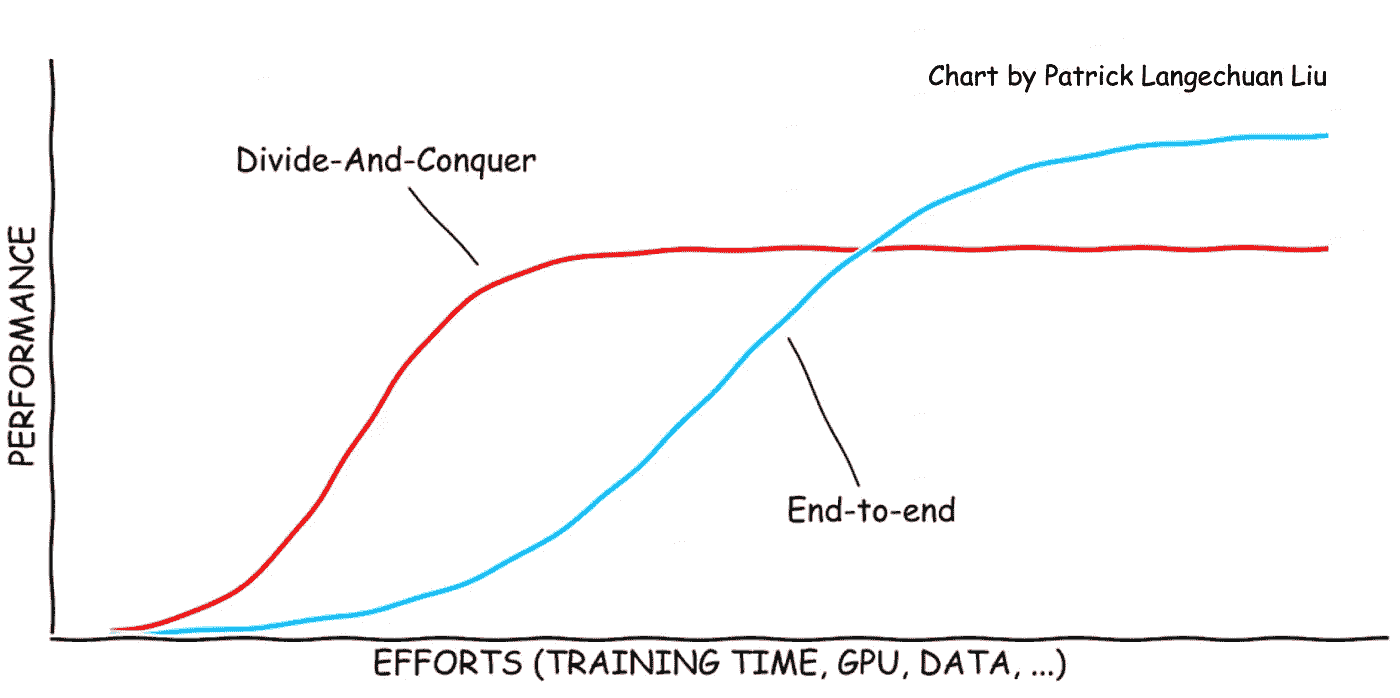 Chart by Patrick Langechuan Liu
Divide-And-Conquer
PERFORMANCE
End-to-end
EFFORTS (TRAINING TIME, GPU, DATA, ...)